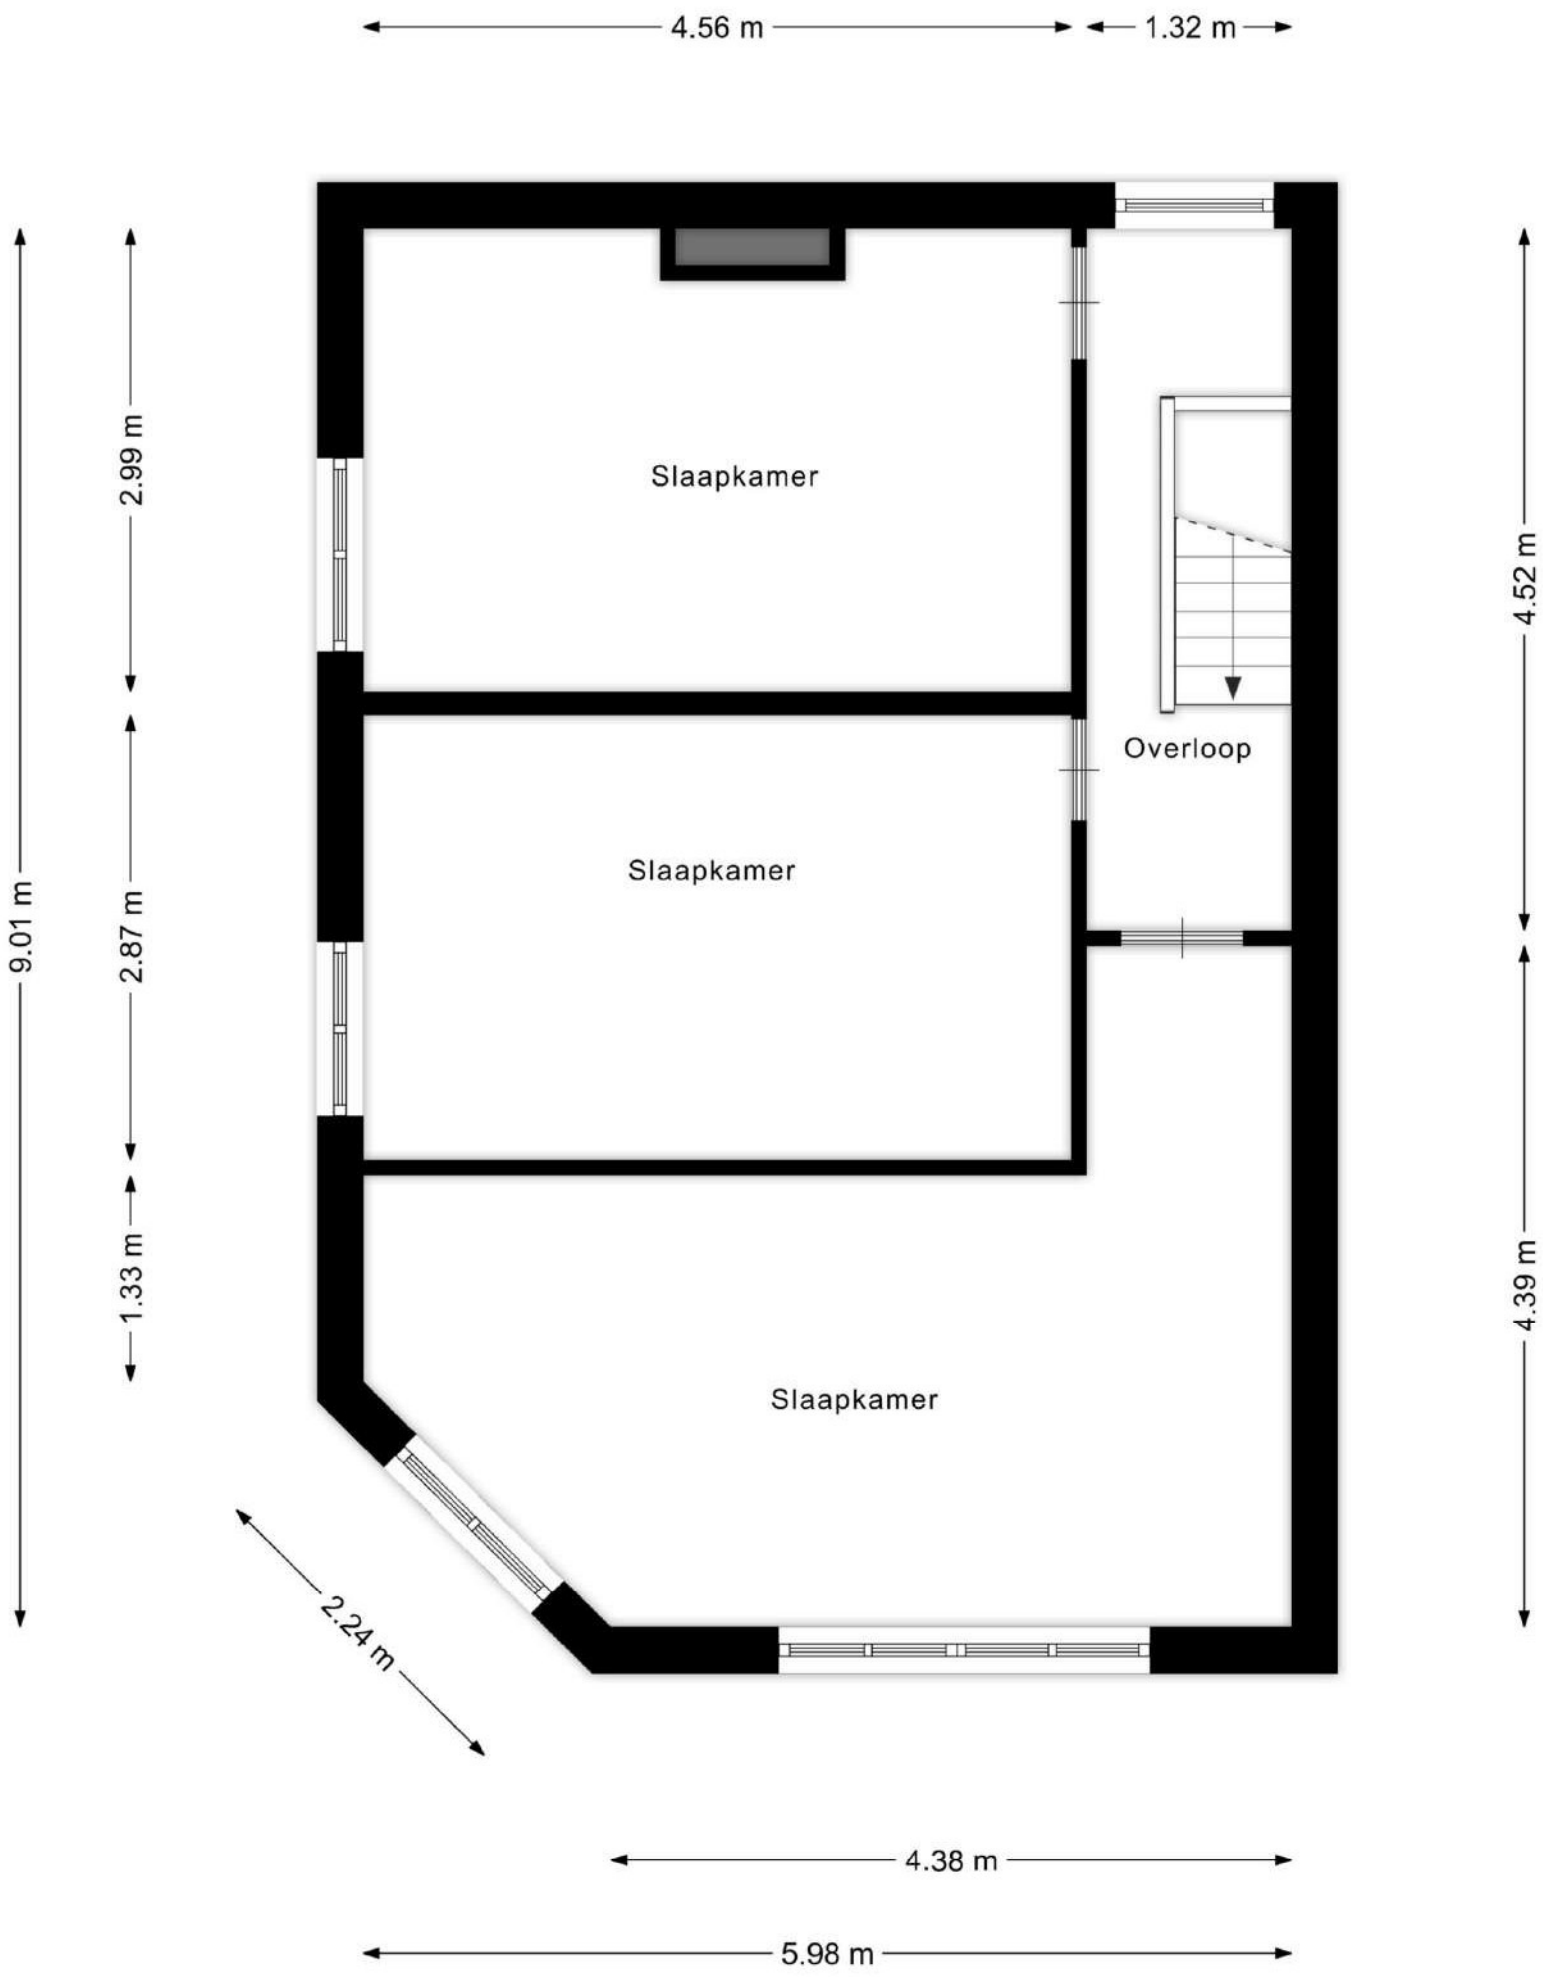 4.56 m
1.32 m
2.99 m
Slaapkamer
4.52 m
Overloop
Slaapkamer
2.87 m
9.01 m
1.33 m
4.39 m
Slaapkamer
2.24 m
4.38 m
5.98 m